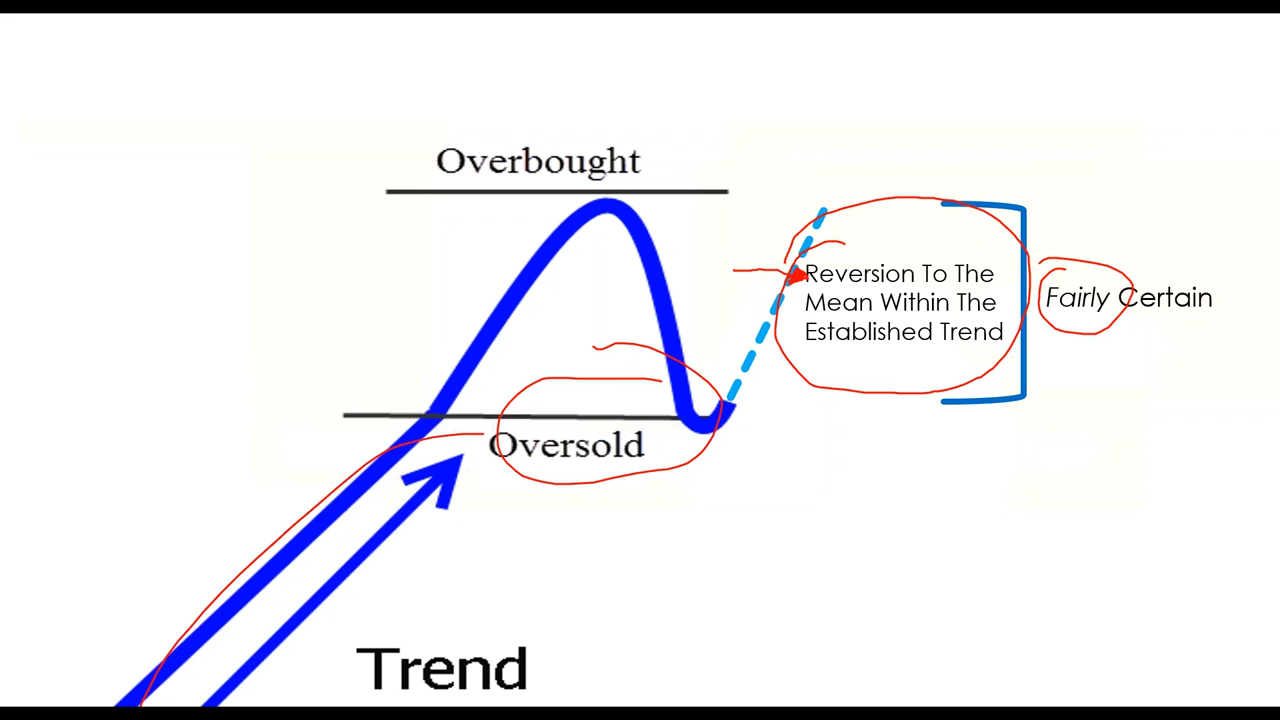 Overbought
Reversion To The
Mean Within The
Established Trend
Fairly Certain
Oversold
Trend